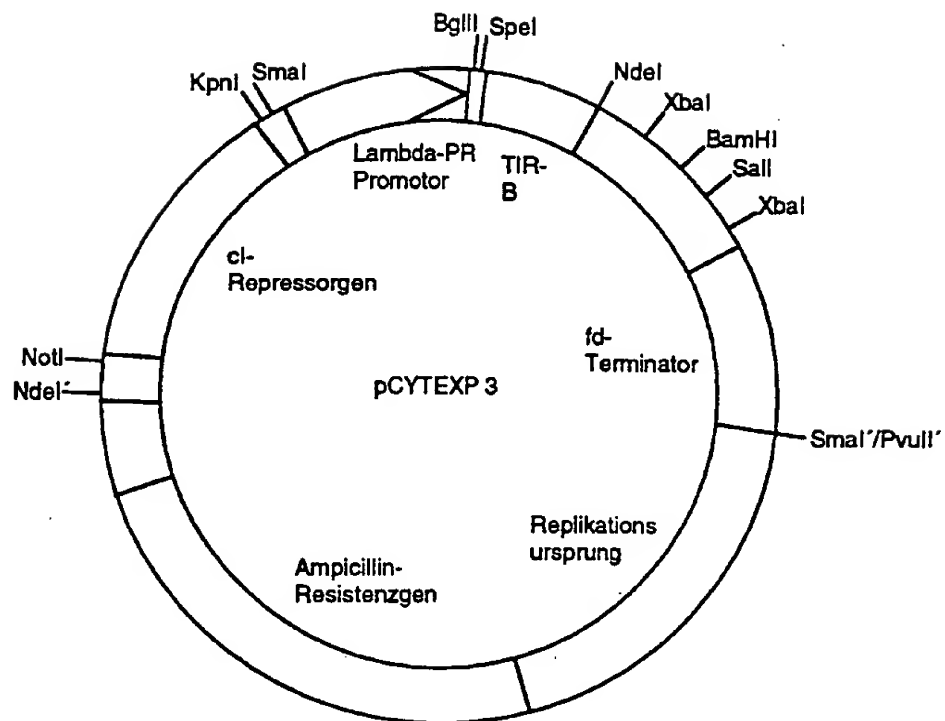 BglII
SpeI
KpnI
SmaI
NdeI
XbaI
BamHI
SalI
XbaI
Lambda-PR
Promotor
TIR-
B
cI-
Repressorgen
NotI
NdeI´
pCYTEXP 3
fd-
Terminator
SmaI´/PvuII´
Replikations
ursprung
Ampicillin-
Resistenzgen